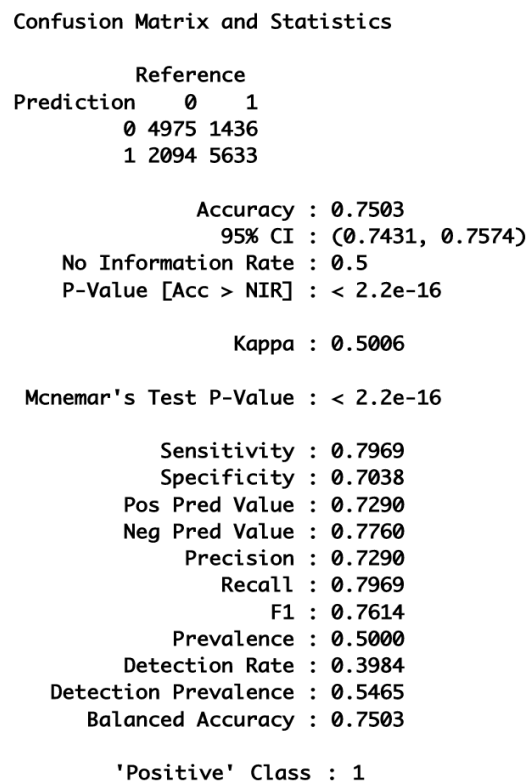 Confusion Matrix and Statistics
Reference
Prediction 0 1
0 4975 1436
1 2094 5633
Accuracy : 0.7503
95% CI : (0.7431, 0.7574)
No Information Rate : 0.5
P-Value [Acc > NIR] : < 2.2e-16
Kappa : 0.5006
Mcnemar's Test P-Value : < 2.2e-16
Sensitivity : 0.7969
Specificity : 0.7038
Pos Pred Value : 0.7290
Neg Pred Value : 0.7760
Precision : 0.7290
Recall : 0.7969
F1 : 0.7614
Prevalence : 0.5000
Detection Rate : 0.3984
Detection Prevalence : 0.5465
Balanced Accuracy : 0.7503
'Positive' Class : 1